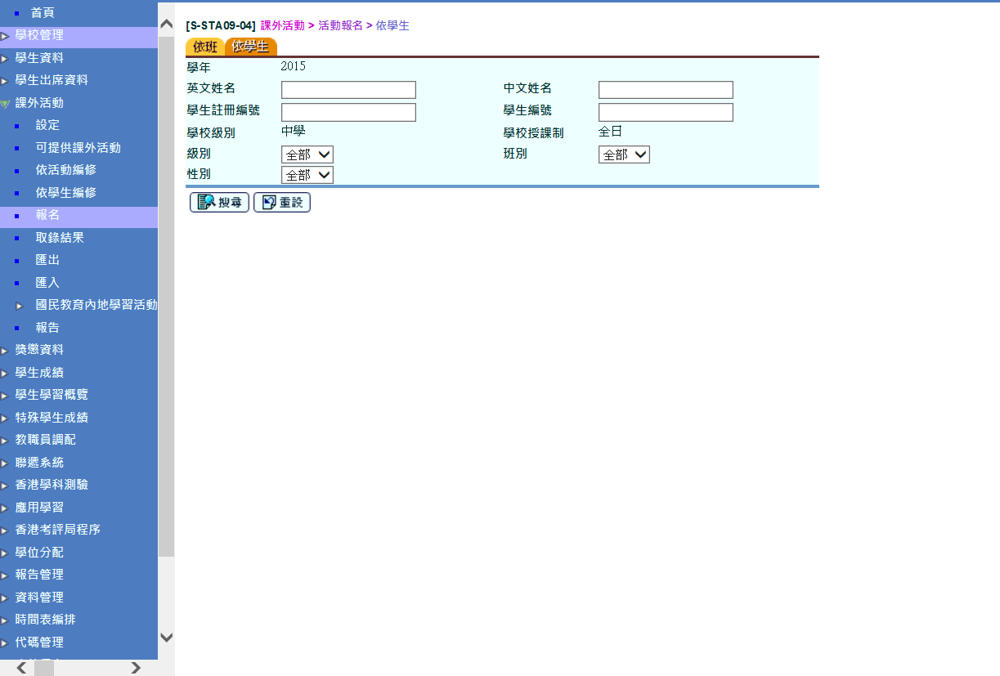 首頁
學校管理
學生資料
學生出席資料
課外活動
設定
可提供課外活動
依活動編修
依學生編修
報名
取錄結果
匯出
匯入
國民教育內地學習活動
報告
獎懲資料
學生成績
學生學習概覽
特殊學生成績
教職員調配
聯遞系統
香港學科測驗
應用學習
香港考評局程序
學位分配
報告管理
資料管理
時間表編排
代碼管理
[S-STA09-04] 課外活動 > 活動報名 > 依學生
依班 依學生
學年 2015
英文姓名 中文姓名
學生註冊編號 學生編號
學校級別 中學 學校授課制 全日
級別 全部 班別 全部
性別 全部
搜尋 重設